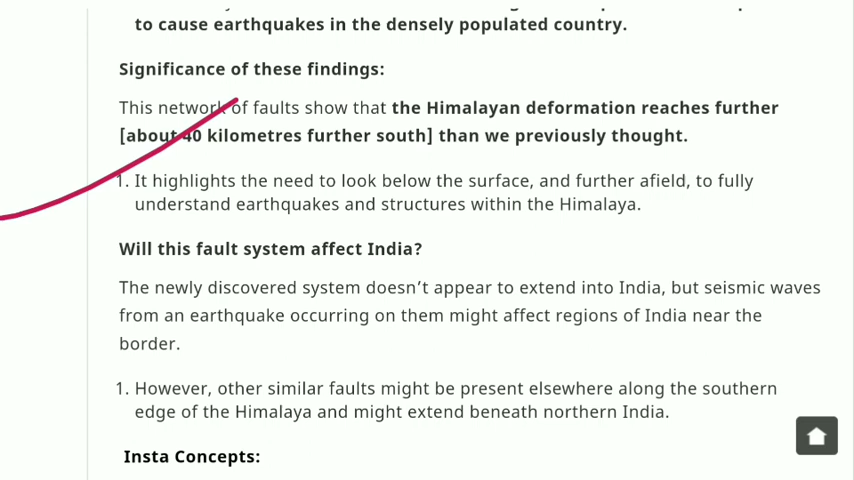 to cause earthquakes in the densely populated country.
Significance of these findings:
This network of faults show that the Himalayan deformation reaches further
[about 40 kilometres further south] than we previously thought.
1. It highlights the need to look below the surface, and further afield, to fully
understand earthquakes and structures within the Himalaya.
Will this fault system affect India?
The newly discovered system doesn’t appear to extend into India, but seismic waves
from an earthquake occurring on them might affect regions of India near the
border.
1. However, other similar faults might be present elsewhere along the southern
edge of the Himalaya and might extend beneath northern India.
Insta Concepts: